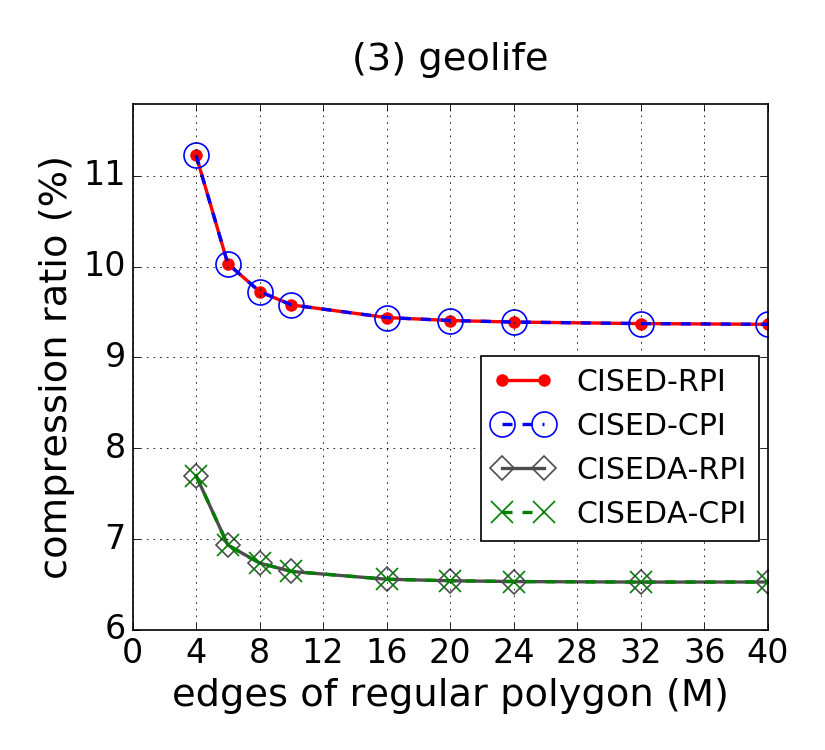 (3) geolife
compression ratio (%)
11
10
9
8
7
6
CISED-RPI
CISED-CPI
CISEDA-RPI
CISEDA-CPI
0 4 8 12 16 20 24 28 32 36 40
edges of regular polygon (M)